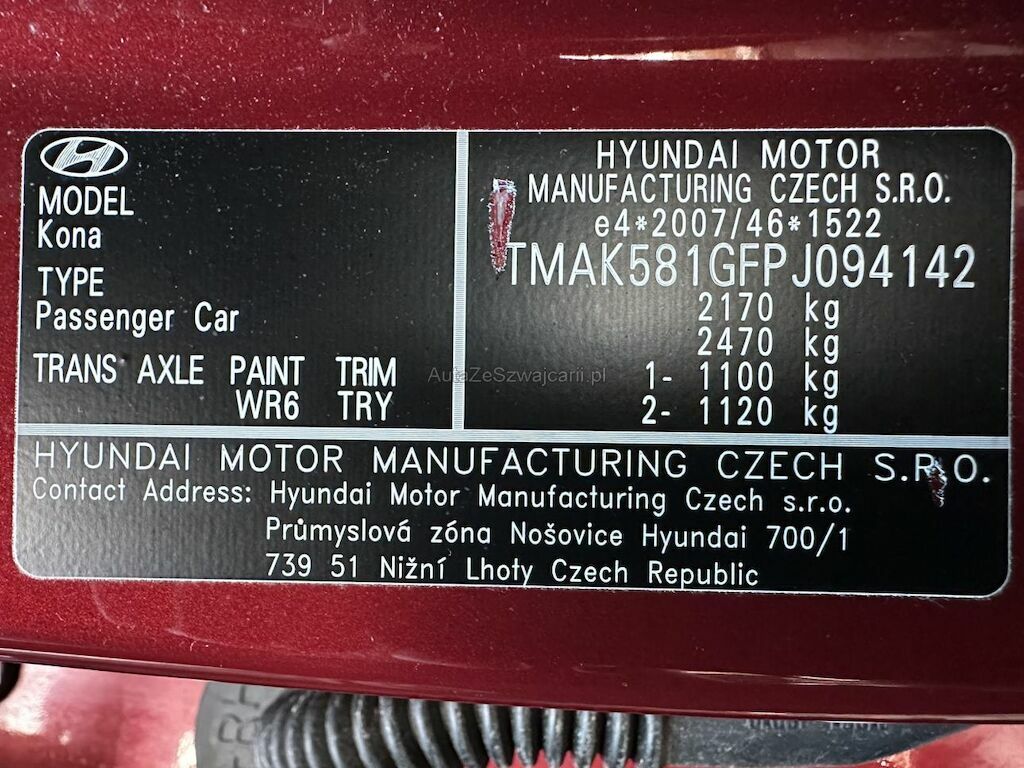 MODEL
Kona
TYPE
Passenger Car
TRANS AXLE PAINT TRIM
WR6 TRY
HYUNDAI MOTOR
MANUFACTURING CZECH S.R.O.
e4*2007/46*1522
TMAK581GFPJ094142
2170 kg
2470 kg
1- 1100 kg
2- 1120 kg
AutaZeSzwajcarii.pl
HYUNDAI MOTOR MANUFACTURING CZECH S.R.O.
Contact Address: Hyundai Motor Manufacturing Czech s.r.o.
Průmyslová zóna Nošovice Hyundai 700/1
739 51 Nižní Lhoty Czech Republic